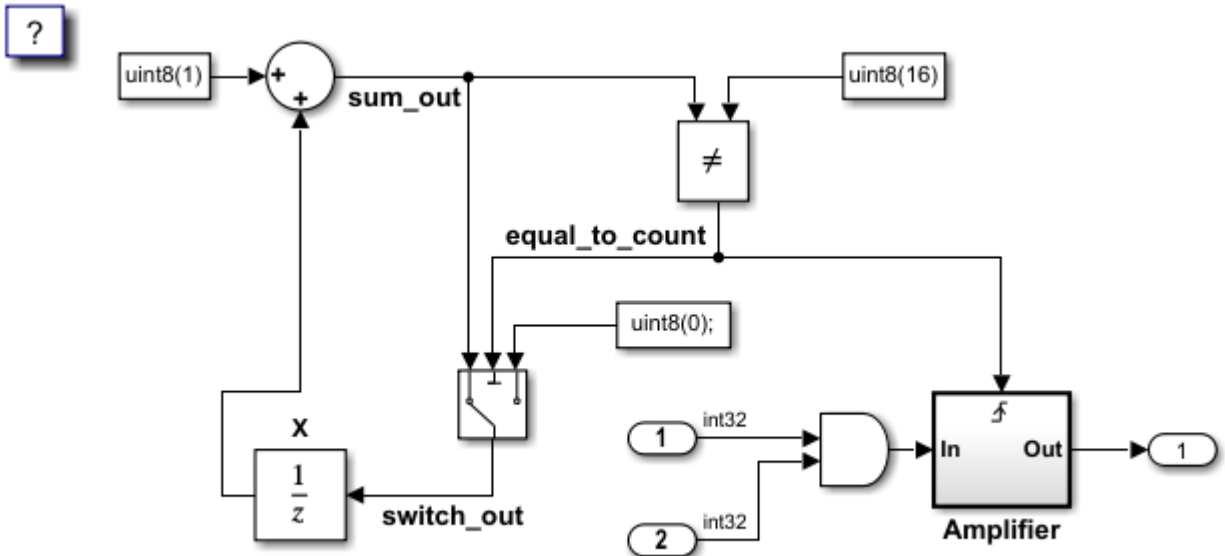 ?
uint8(1)
+
+
sum_out
uint8(16)
≠
equal_to_count
uint8(0);
X
1
z
switch_out
1
int32
2
int32
In
Out
Amplifier
1